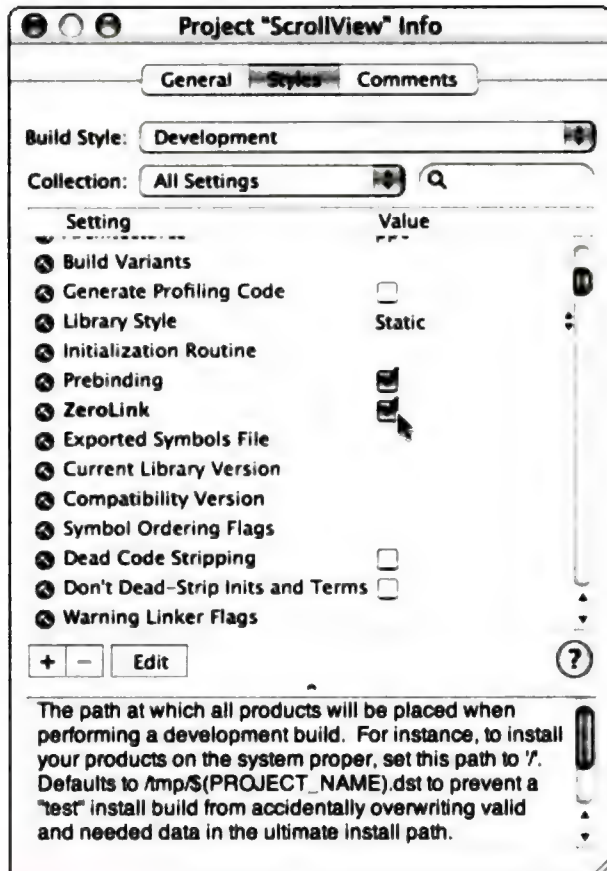 Project "ScrollView" Info
General Styles Comments
Build Style: Development
Collection: All Settings
Setting Value
Build Variants
Generate Profiling Code
Library Style Static
Initialization Routine
Prebinding
ZeroLink
Exported Symbols File
Current Library Version
Compatibility Version
Symbol Ordering Flags
Dead Code Stripping
Don't Dead-Strip Inits and Terms
Warning Linker Flags
+ - Edit ?
The path at which all products will be placed when
performing a development build. For instance, to install
your products on the system proper, set this path to '/'.
Defaults to /tmp/$(PROJECT_NAME).dst to prevent a
"test" install build from accidentally overwriting valid
and needed data in the ultimate install path.